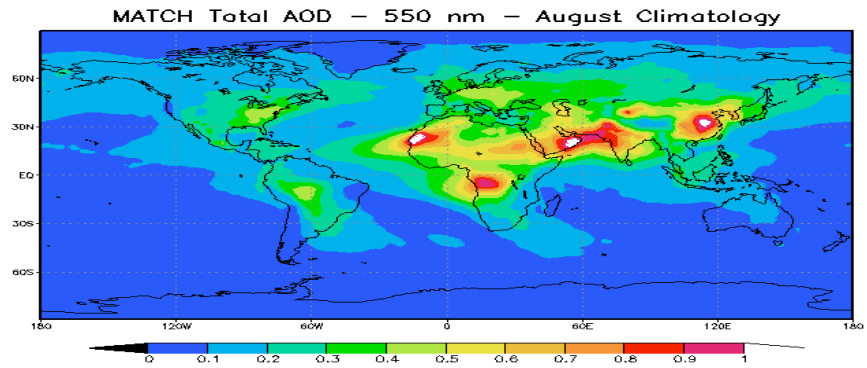 MATCH Total AOD – 550 nm – August Climatology
60N
30N
EQ
30S
60S
180 120W 60W 0 60E 120E 180
0 0.1 0.2 0.3 0.4 0.5 0.6 0.7 0.8 0.9 1